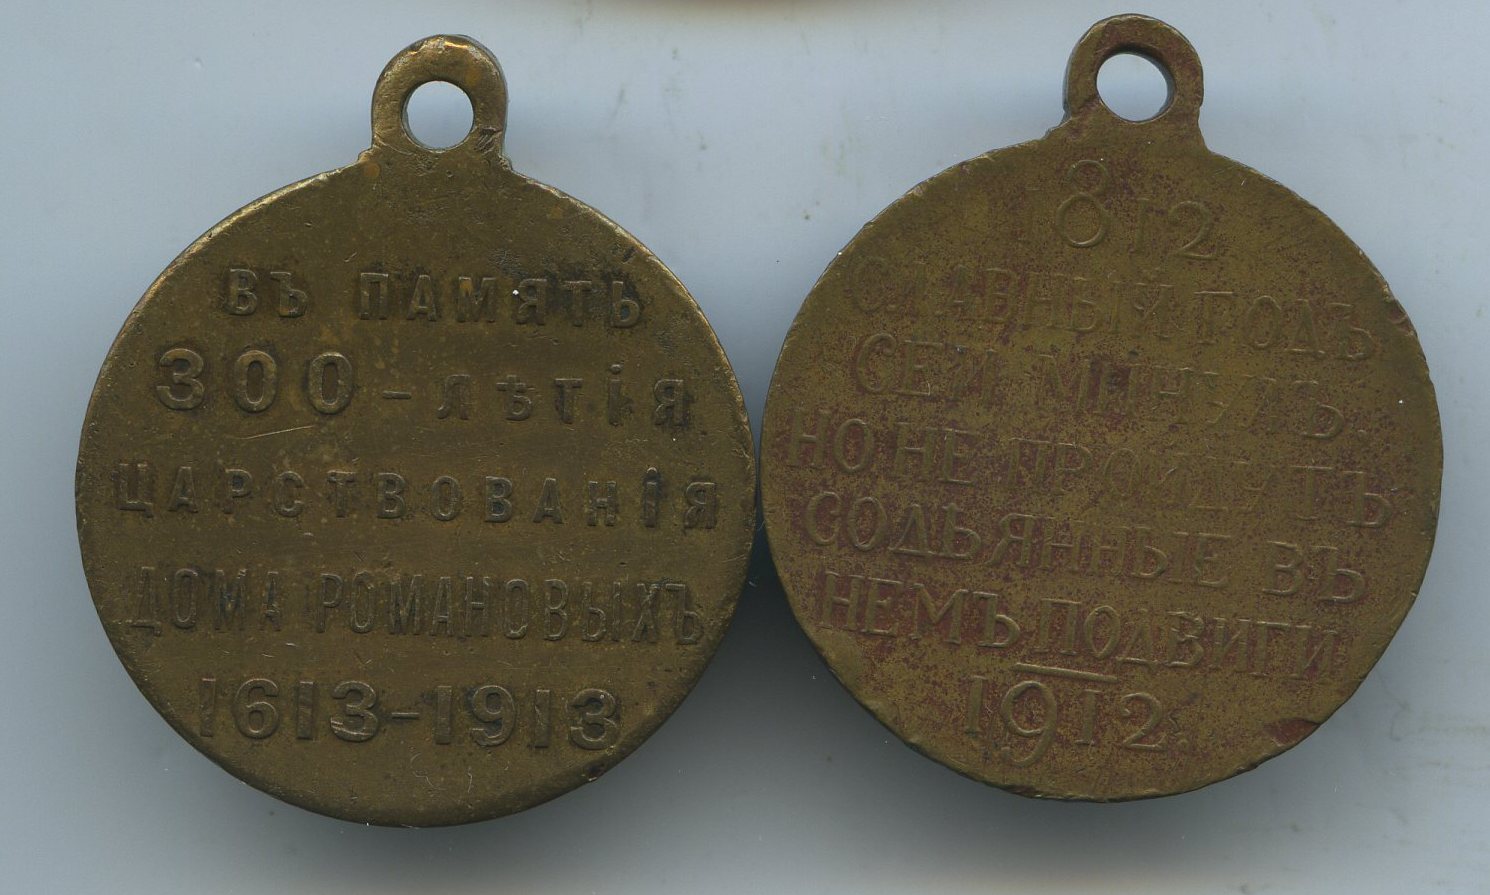 ВЪ ПАМЯТЬ
300-лѣтія
ЦАРСТВОВАНІЯ
ДОМА РОМАНОВЫХЪ
1613-1913
1812
СЛАВНЫЙ ГОДЪ
СЕЙ МИНУЛЪ,
НО НЕ ПРОЙДУТЪ
СОДѢЯННЫЕ ВЪ
НЕМЪ ПОДВИГИ
1912.